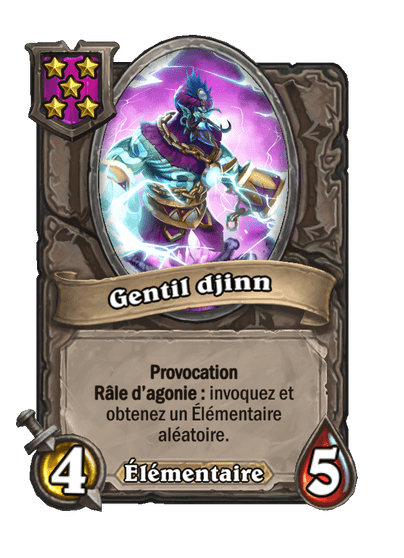 Gentil djinn
Provocation
Râle d'agonie : invoquez et
obtenez un Élémentaire
aléatoire.
4
Élémentaire
5